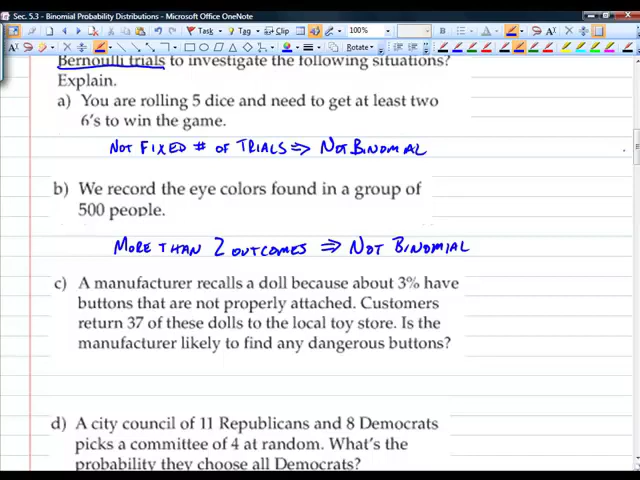 Sec. 5.3 - Binomial Probability Distributions - Microsoft Office OneNote
Task
Tag
Clip
100%
Rotate
Bernoulli trials to investigate the following situations?
Explain.
a) You are rolling 5 dice and need to get at least two
6's to win the game.
NOT FIXED # OF TRIALS ⇒ NOT BINOMIAL
b) We record the eye colors found in a group of
500 people.
MORE THAN 2 OUTCOMES ⇒ NOT BINOMIAL
c) A manufacturer recalls a doll because about 3% have
buttons that are not properly attached. Customers
return 37 of these dolls to the local toy store. Is the
manufacturer likely to find any dangerous buttons?
d) A city council of 11 Republicans and 8 Democrats
picks a committee of 4 at random. What's the
probability they choose all Democrats?